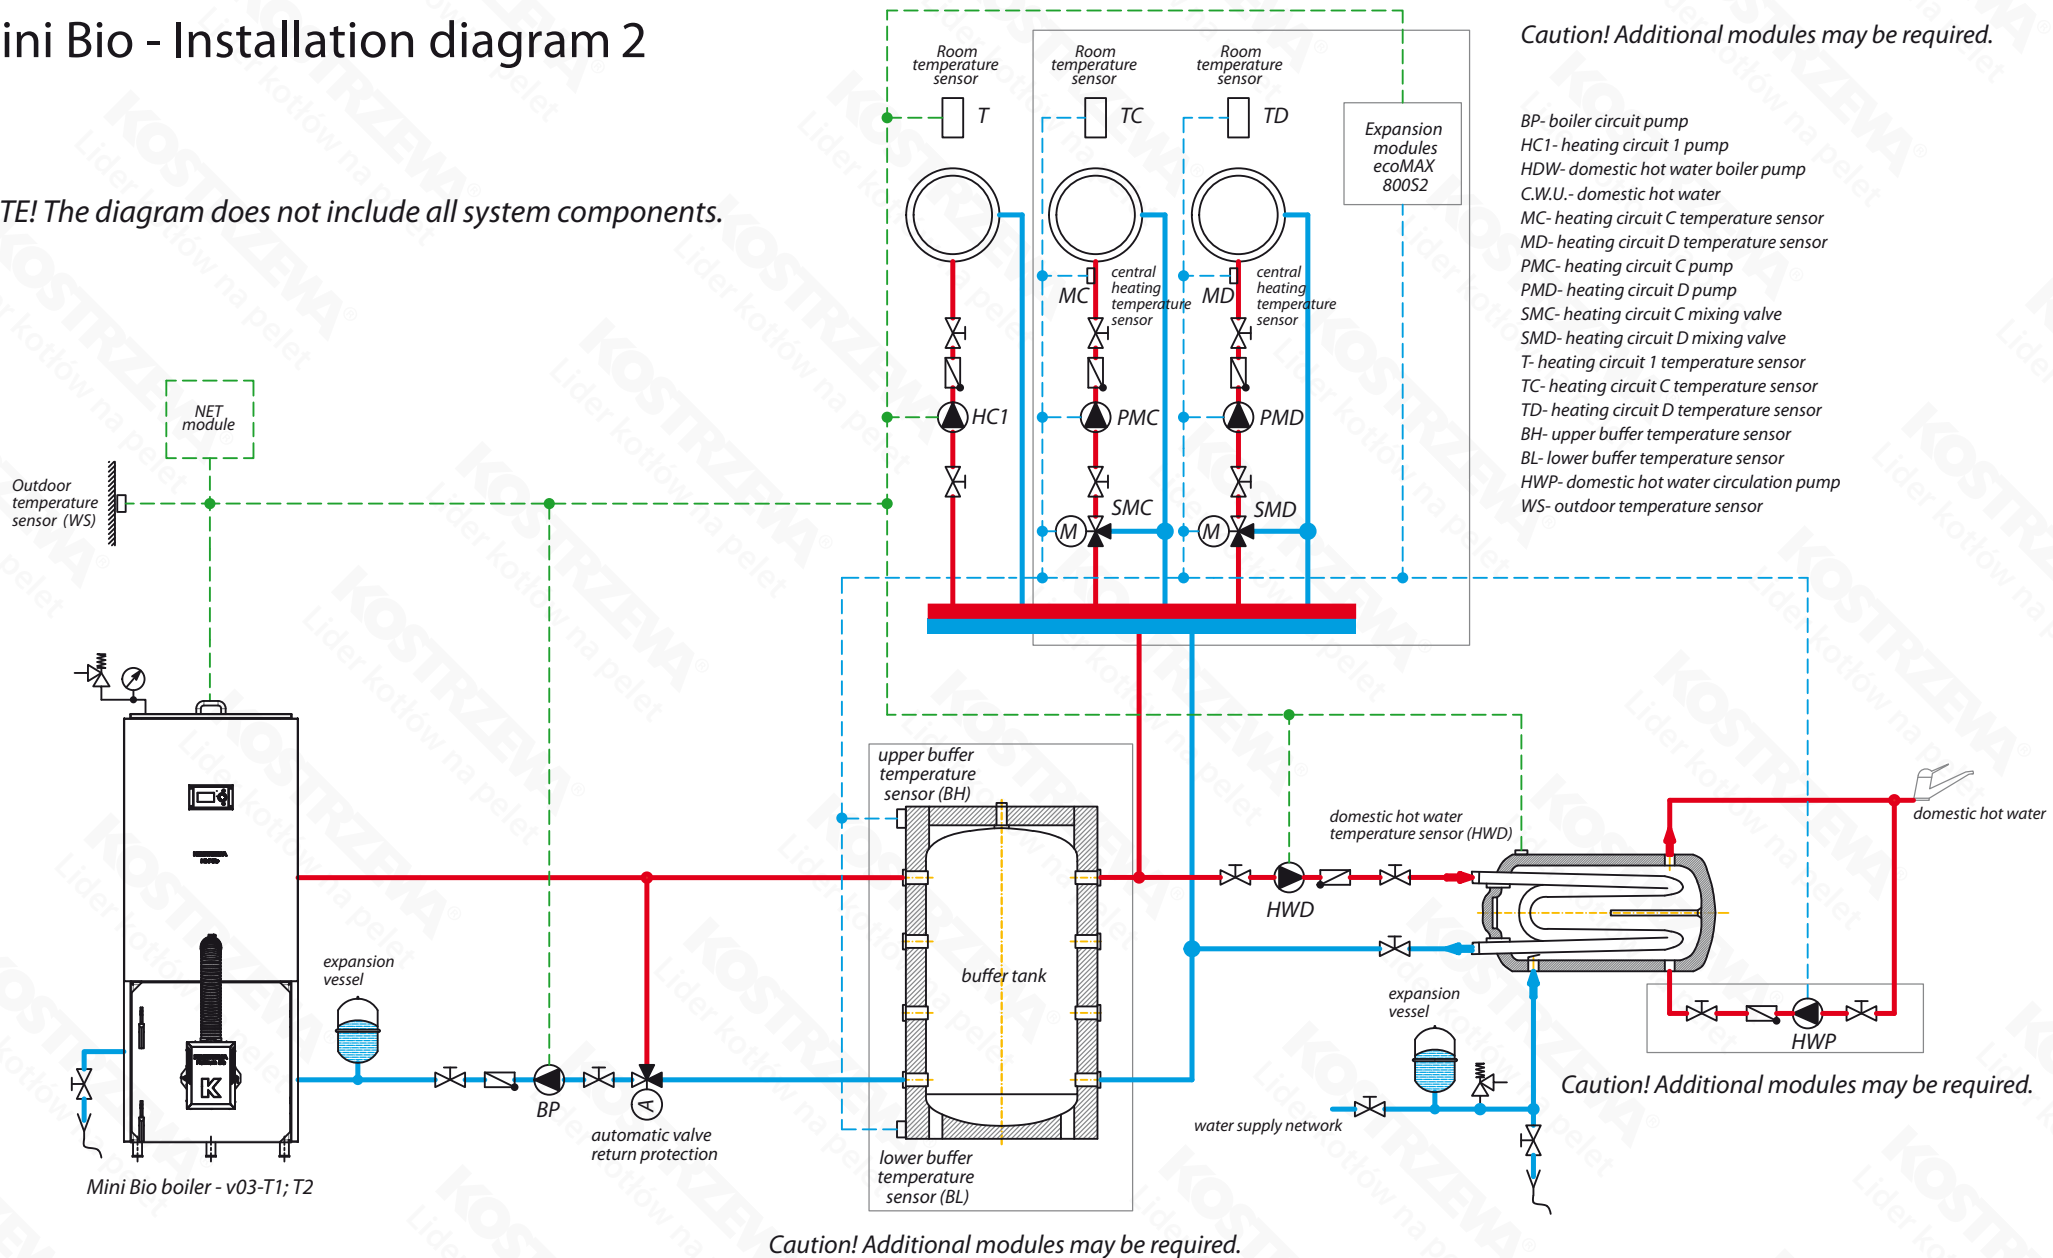 ini Bio - Installation diagram 2
TE! The diagram does not include all system components.
Room
temperature
sensor
T
Room
temperature
sensor
TC
Room
temperature
sensor
TD
Expansion
modules
ecoMAX
800S2
Caution! Additional modules may be required.
BP- boiler circuit pump
HC1- heating circuit 1 pump
HDW- domestic hot water boiler pump
C.W.U.- domestic hot water
MC- heating circuit C temperature sensor
MD- heating circuit D temperature sensor
PMC- heating circuit C pump
PMD- heating circuit D pump
SMC- heating circuit C mixing valve
SMD- heating circuit D mixing valve
T- heating circuit 1 temperature sensor
TC- heating circuit C temperature sensor
TD- heating circuit D temperature sensor
BH- upper buffer temperature sensor
BL- lower buffer temperature sensor
HWP- domestic hot water circulation pump
WS- outdoor temperature sensor
MC
central
heating
temperature
sensor
MD
central
heating
temperature
sensor
HC1
PMC
PMD
SMC
M
SMD
M
NET
module
Outdoor
temperature
sensor (WS)
upper buffer
temperature
sensor (BH)
buffer tank
lower buffer
temperature
sensor (BL)
domestic hot water
temperature sensor (HWD)
HWD
domestic hot water
expansion
vessel
BP
A
automatic valve
return protection
K
Mini Bio boiler - v03-T1; T2
expansion
vessel
water supply network
HWP
Caution! Additional modules may be required.
Caution! Additional modules may be required.
KOSTRZEWA®
Lider kotłów na pelet